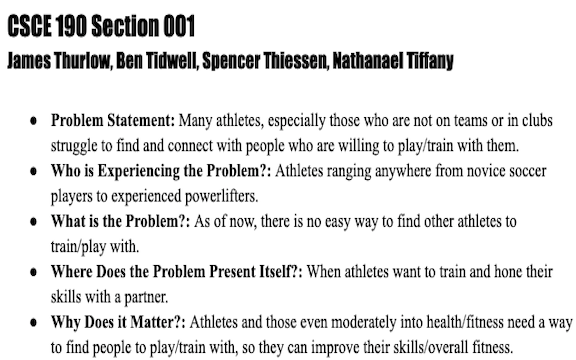 CSCE 190 Section 001
James Thurlow, Ben Tidwell, Spencer Thiessen, Nathanael Tiffany
● Problem Statement: Many athletes, especially those who are not on teams or in clubs
struggle to find and connect with people who are willing to play/train with them.
● Who is Experiencing the Problem?: Athletes ranging anywhere from novice soccer
players to experienced powerlifters.
● What is the Problem?: As of now, there is no easy way to find other athletes to
train/play with.
● Where Does the Problem Present Itself?: When athletes want to train and hone their
skills with a partner.
● Why Does it Matter?: Athletes and those even moderately into health/fitness need a way
to find people to play/train with, so they can improve their skills/overall fitness.